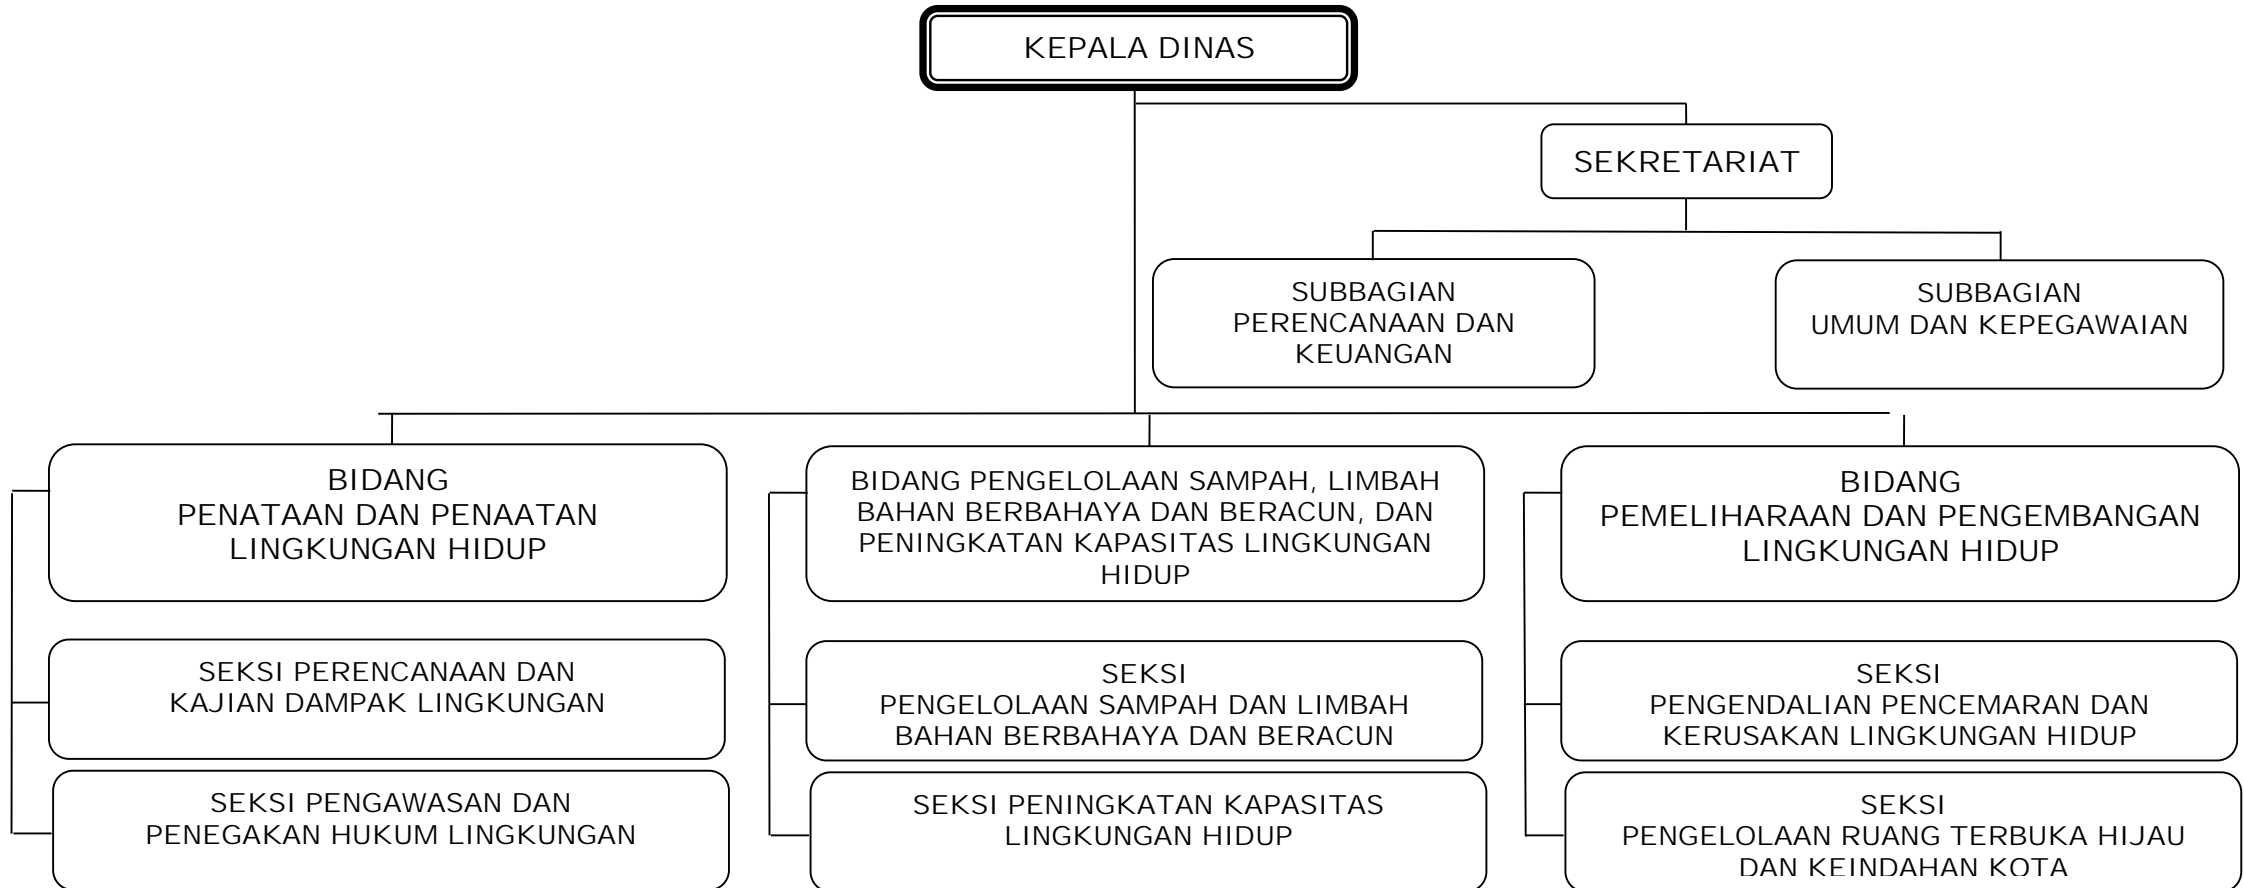 KEPALA DINAS
SEKRETARIAT
SUBBAGIAN
PERENCANAAN DAN
KEUANGAN
SUBBAGIAN
UMUM DAN KEPEGAWAIAN
BIDANG
PENATAAN DAN PENAATAN
LINGKUNGAN HIDUP
BIDANG PENGELOLAAN SAMPAH, LIMBAH
BAHAN BERBAHAYA DAN BERACUN, DAN
PENINGKATAN KAPASITAS LINGKUNGAN
HIDUP
BIDANG
PEMELIHARAAN DAN PENGEMBANGAN
LINGKUNGAN HIDUP
SEKSI PERENCANAAN DAN
KAJIAN DAMPAK LINGKUNGAN
SEKSI
PENGELOLAAN SAMPAH DAN LIMBAH
BAHAN BERBAHAYA DAN BERACUN
SEKSI
PENGENDALIAN PENCEMARAN DAN
KERUSAKAN LINGKUNGAN HIDUP
SEKSI PENGAWASAN DAN
PENEGAKAN HUKUM LINGKUNGAN
SEKSI PENINGKATAN KAPASITAS
LINGKUNGAN HIDUP
SEKSI
PENGELOLAAN RUANG TERBUKA HIJAU
DAN KEINDAHAN KOTA